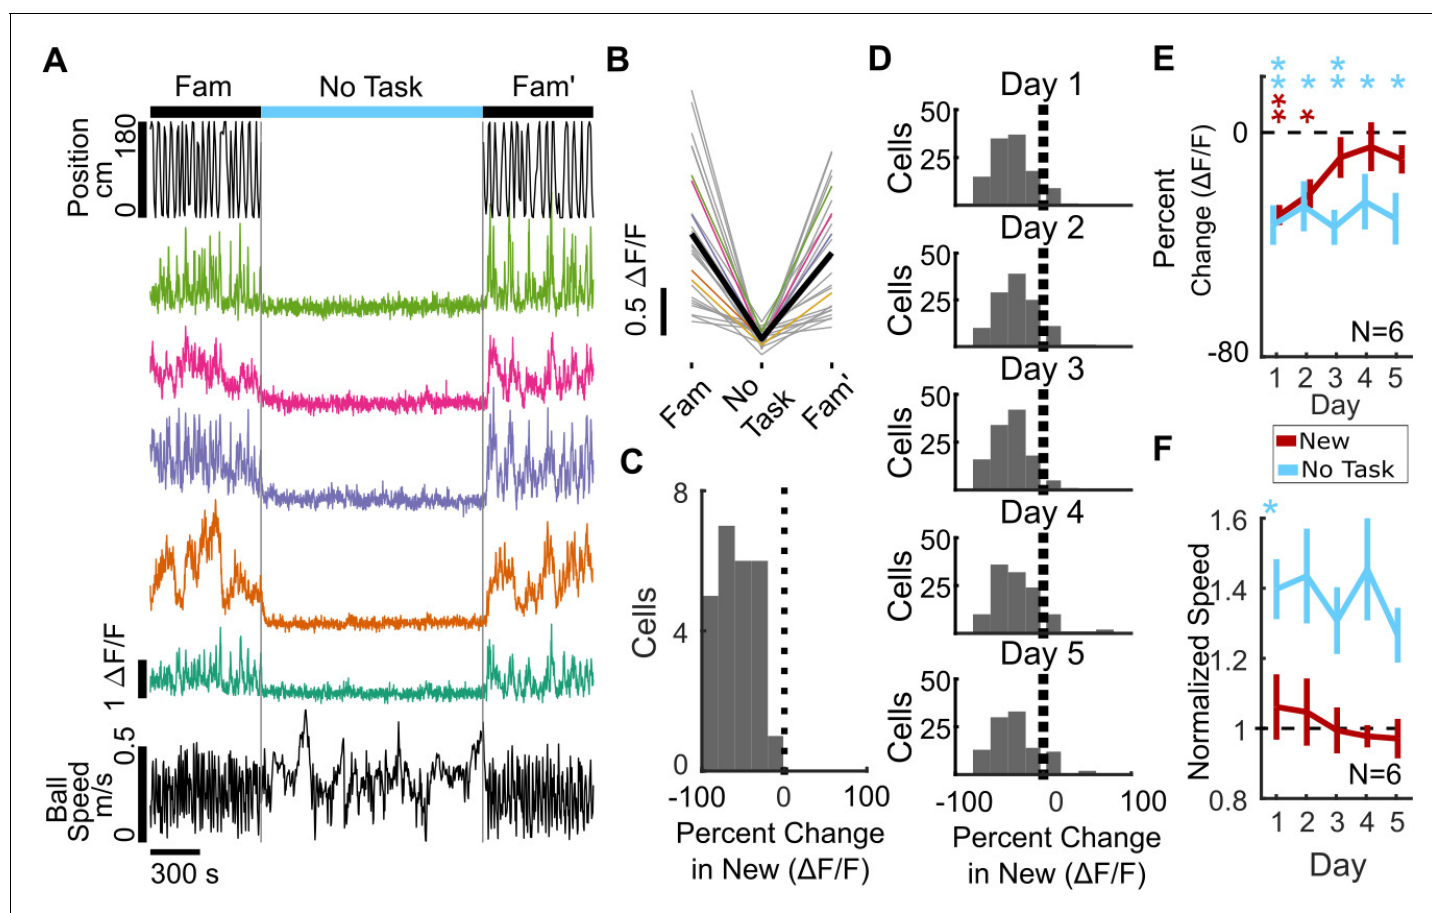 A
Fam
No Task
Fam'
Position
cm
180
0
1 ΔF/F
Ball
Speed
m/s
0.5
0
300 s
B
0.5 ΔF/F
Fam
No
Task
Fam'
C
Cells
8
4
0
-100
0
100
Percent Change
in New (ΔF/F)
D
Day 1
Cells
50
25
Day 2
Cells
50
25
Day 3
Cells
50
25
Day 4
Cells
50
25
Day 5
Cells
50
25
-100
0
100
Percent Change
in New (ΔF/F)
E
* * * * * * *
* * *
Percent
Change (ΔF/F)
0
-80
N=6
1 2 3 4 5
Day
New
No Task
F
*
Normalized Speed
1.6
1.4
1.2
1
0.8
N=6
1 2 3 4 5
Day